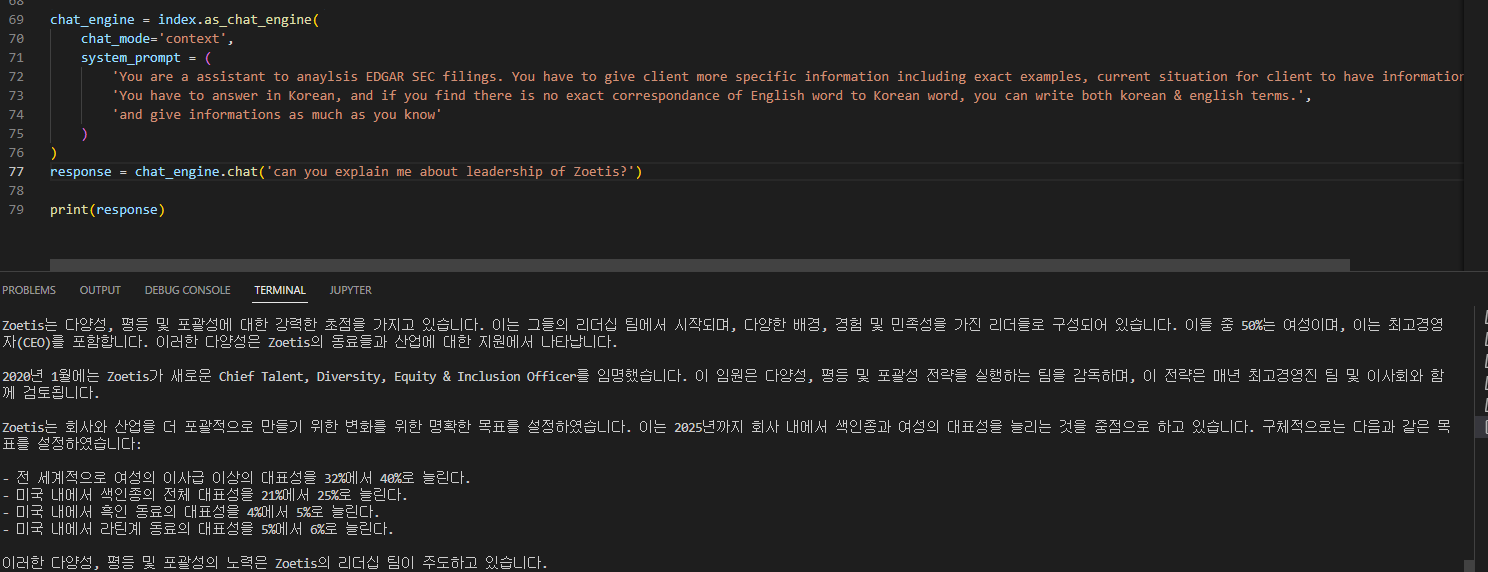 68
69 chat_engine = index.as_chat_engine(
70 chat_mode='context',
71 system_prompt = (
72 'You are a assistant to anaylsis EDGAR SEC filings. You have to give client more specific information including exact examples, current situation for client to have information
73 'You have to answer in Korean, and if you find there is no exact correspondance of English word to Korean word, you can write both korean & english terms.',
74 'and give informations as much as you know'
75 )
76 )
77 response = chat_engine.chat('can you explain me about leadership of Zoetis?')
78
79 print(response)
PROBLEMS OUTPUT DEBUG CONSOLE TERMINAL JUPYTER
Zoetis는 다양성, 평등 및 포괄성에 대한 강력한 초점을 가지고 있습니다. 이는 그들의 리더십 팀에서 시작되며, 다양한 배경, 경험 및 민족성을 가진 리더들로 구성되어 있습니다. 이들 중 50%는 여성이며, 이는 최고경영
자(CEO)를 포함합니다. 이러한 다양성은 Zoetis의 동료들과 산업에 대한 지원에서 나타납니다.
2020년 1월에는 Zoetis가 새로운 Chief Talent, Diversity, Equity & Inclusion Officer를 임명했습니다. 이 임원은 다양성, 평등 및 포괄성 전략을 실행하는 팀을 감독하며, 이 전략은 매년 최고경영진 팀 및 이사회와 함
께 검토됩니다.
Zoetis는 회사와 산업을 더 포괄적으로 만들기 위한 변화를 위한 명확한 목표를 설정하였습니다. 이는 2025년까지 회사 내에서 색인종과 여성의 대표성을 늘리는 것을 중점으로 하고 있습니다. 구체적으로는 다음과 같은 목
표를 설정하였습니다:
- 전 세계적으로 여성의 이사급 이상의 대표성을 32%에서 40%로 늘린다.
- 미국 내에서 색인종의 전체 대표성을 21%에서 25%로 늘린다.
- 미국 내에서 흑인 동료의 대표성을 4%에서 5%로 늘린다.
- 미국 내에서 라틴계 동료의 대표성을 5%에서 6%로 늘린다.
이러한 다양성, 평등 및 포괄성의 노력은 Zoetis의 리더십 팀이 주도하고 있습니다.